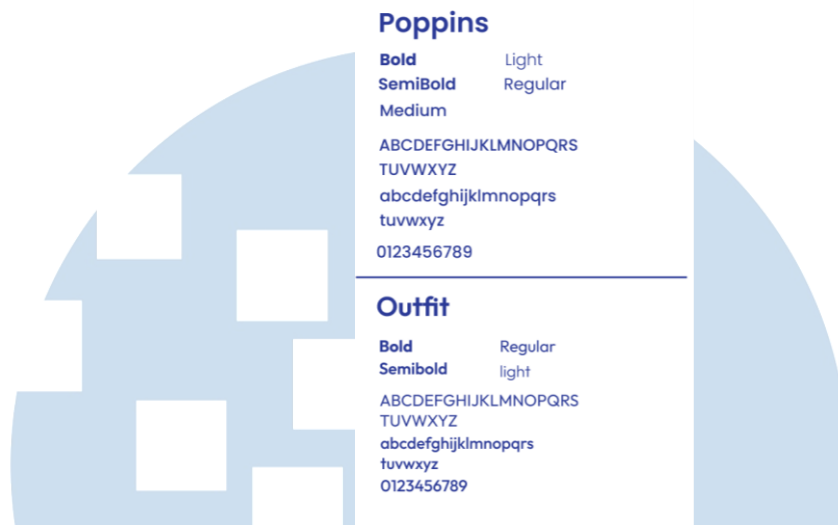 Poppins
Bold Light
SemiBold Regular
Medium
ABCDEFGHIJKLMNOPQRS
TUVWXYZ
abcdefghijklmnopqrs
tuvwxyz
0123456789
Outfit
Bold Regular
Semibold light
ABCDEFGHIJKLMNOPQRS
TUVWXYZ
abcdefghijklmnopqrs
tuvwxyz
0123456789